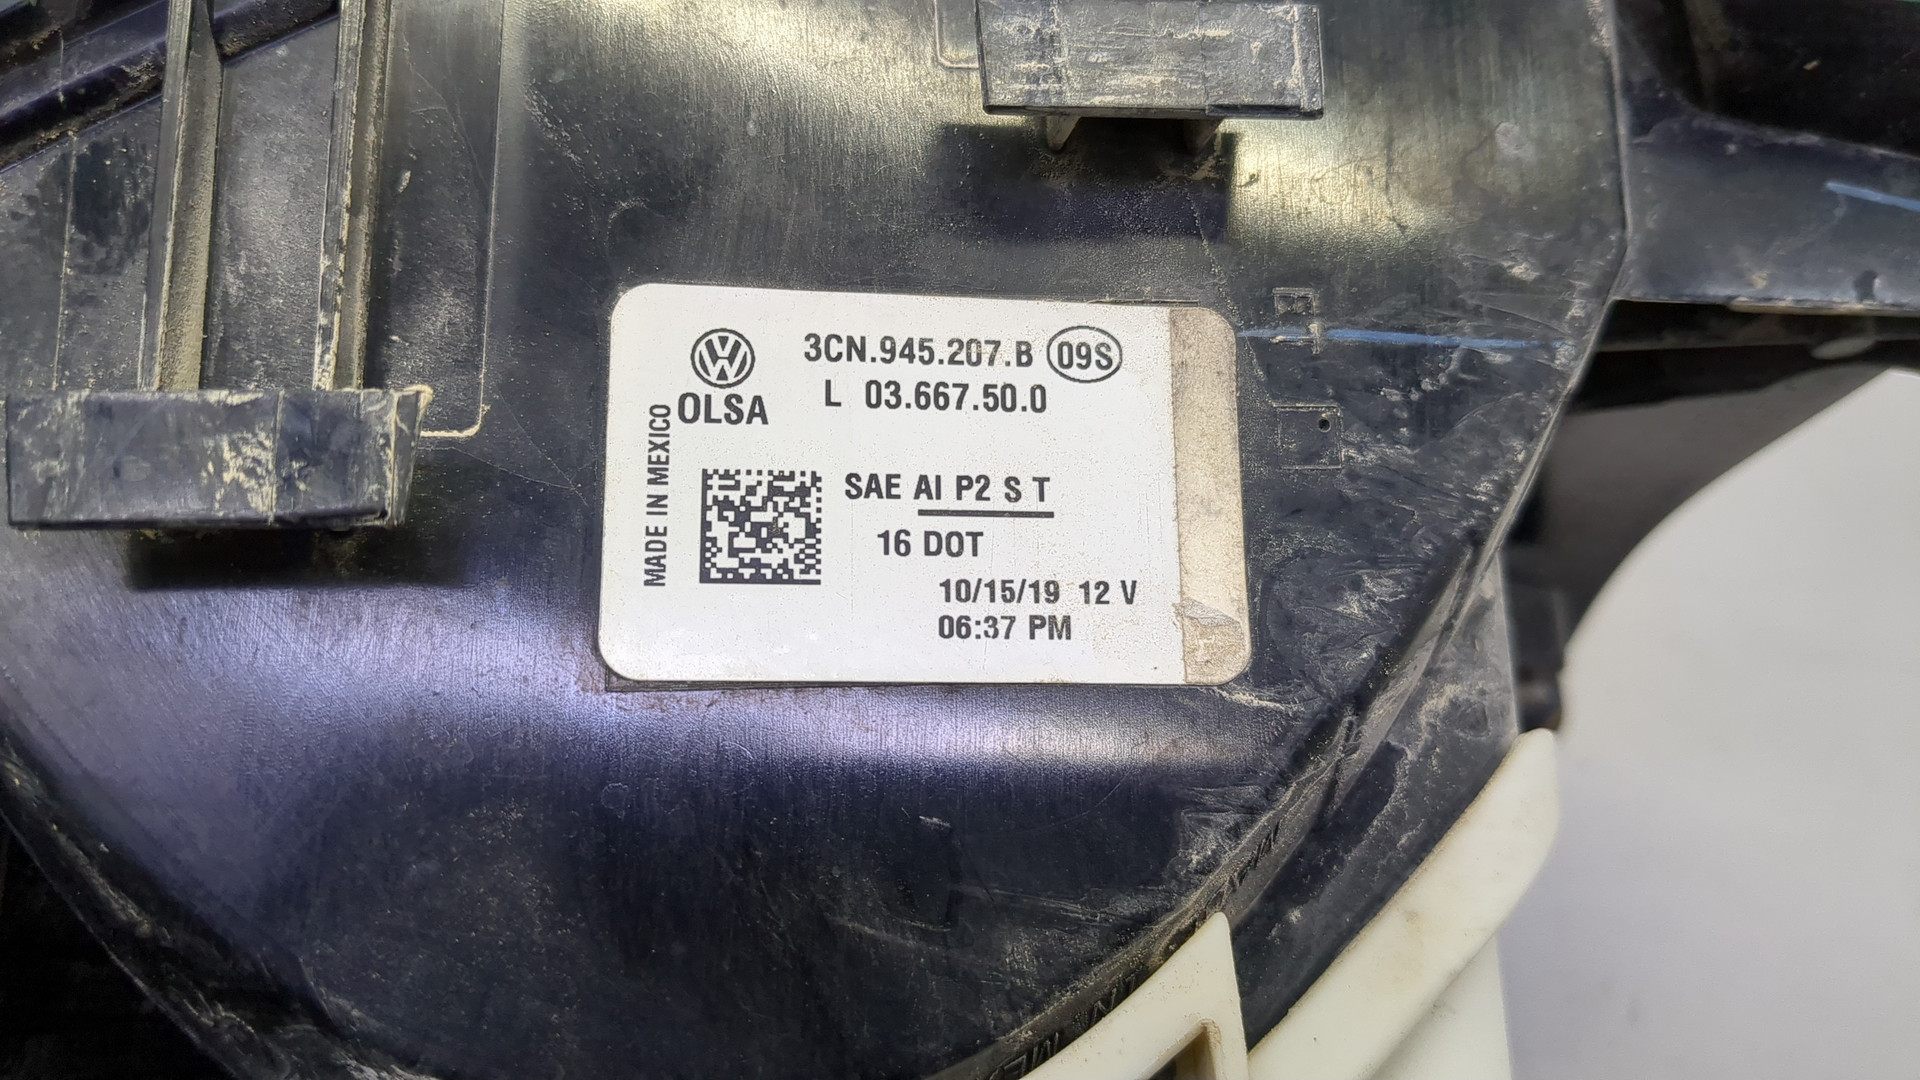 3CN.945.207.B 09S
L 03.667.50.0
OLSA
MADE IN MEXICO
SAE AI P2 S T
16 DOT
10/15/19 12 V
06:37 PM